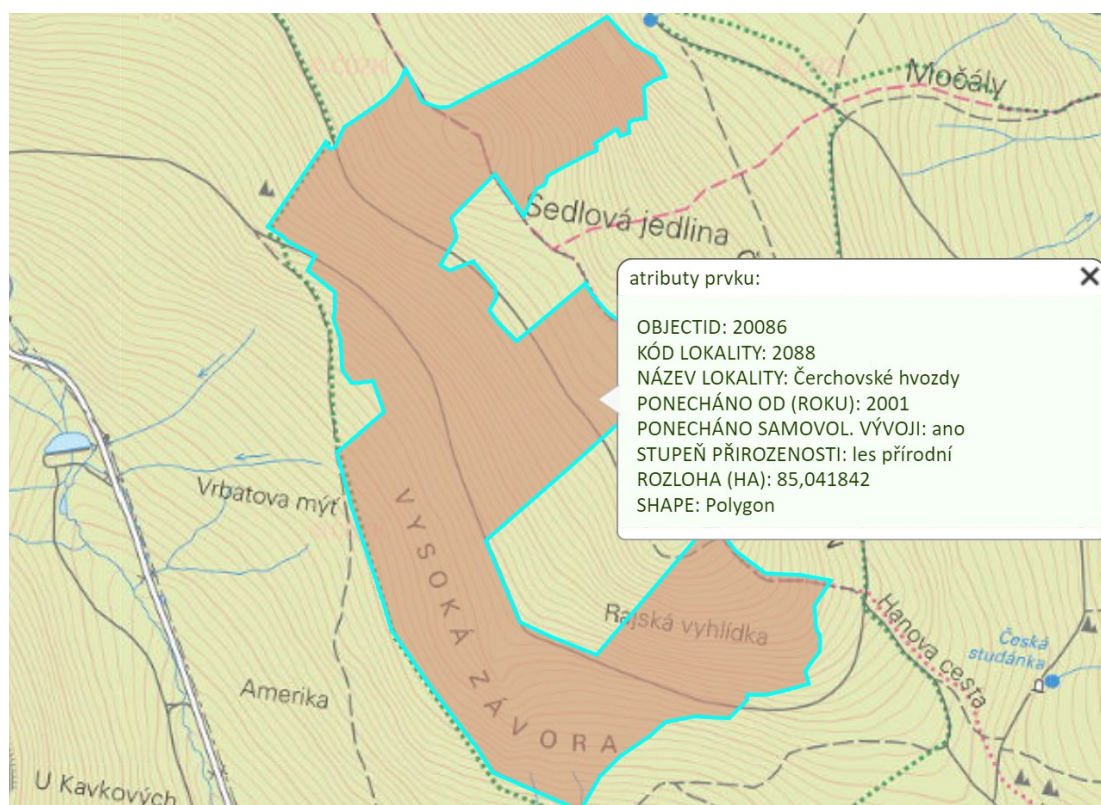 © ČÚZK
Močály
Sedlová jedlina
atributy prvku:
OBJECTID: 20086
KÓD LOKALITY: 2088
NÁZEV LOKALITY: Čerchovské hvozdy
PONECHÁNO OD (ROKU): 2001
PONECHÁNO SAMOVOL. VÝVOJI: ano
STUPEŇ PŘIROZENOSTI: les přírodní
ROZLOHA (HA): 85,041842
SHAPE: Polygon
Vrbatova mýť
VYSOKÁ ZÁVORA
Rajská vyhlídka
Hanova cesta
Česká
studánka
Amerika
U Kavkových